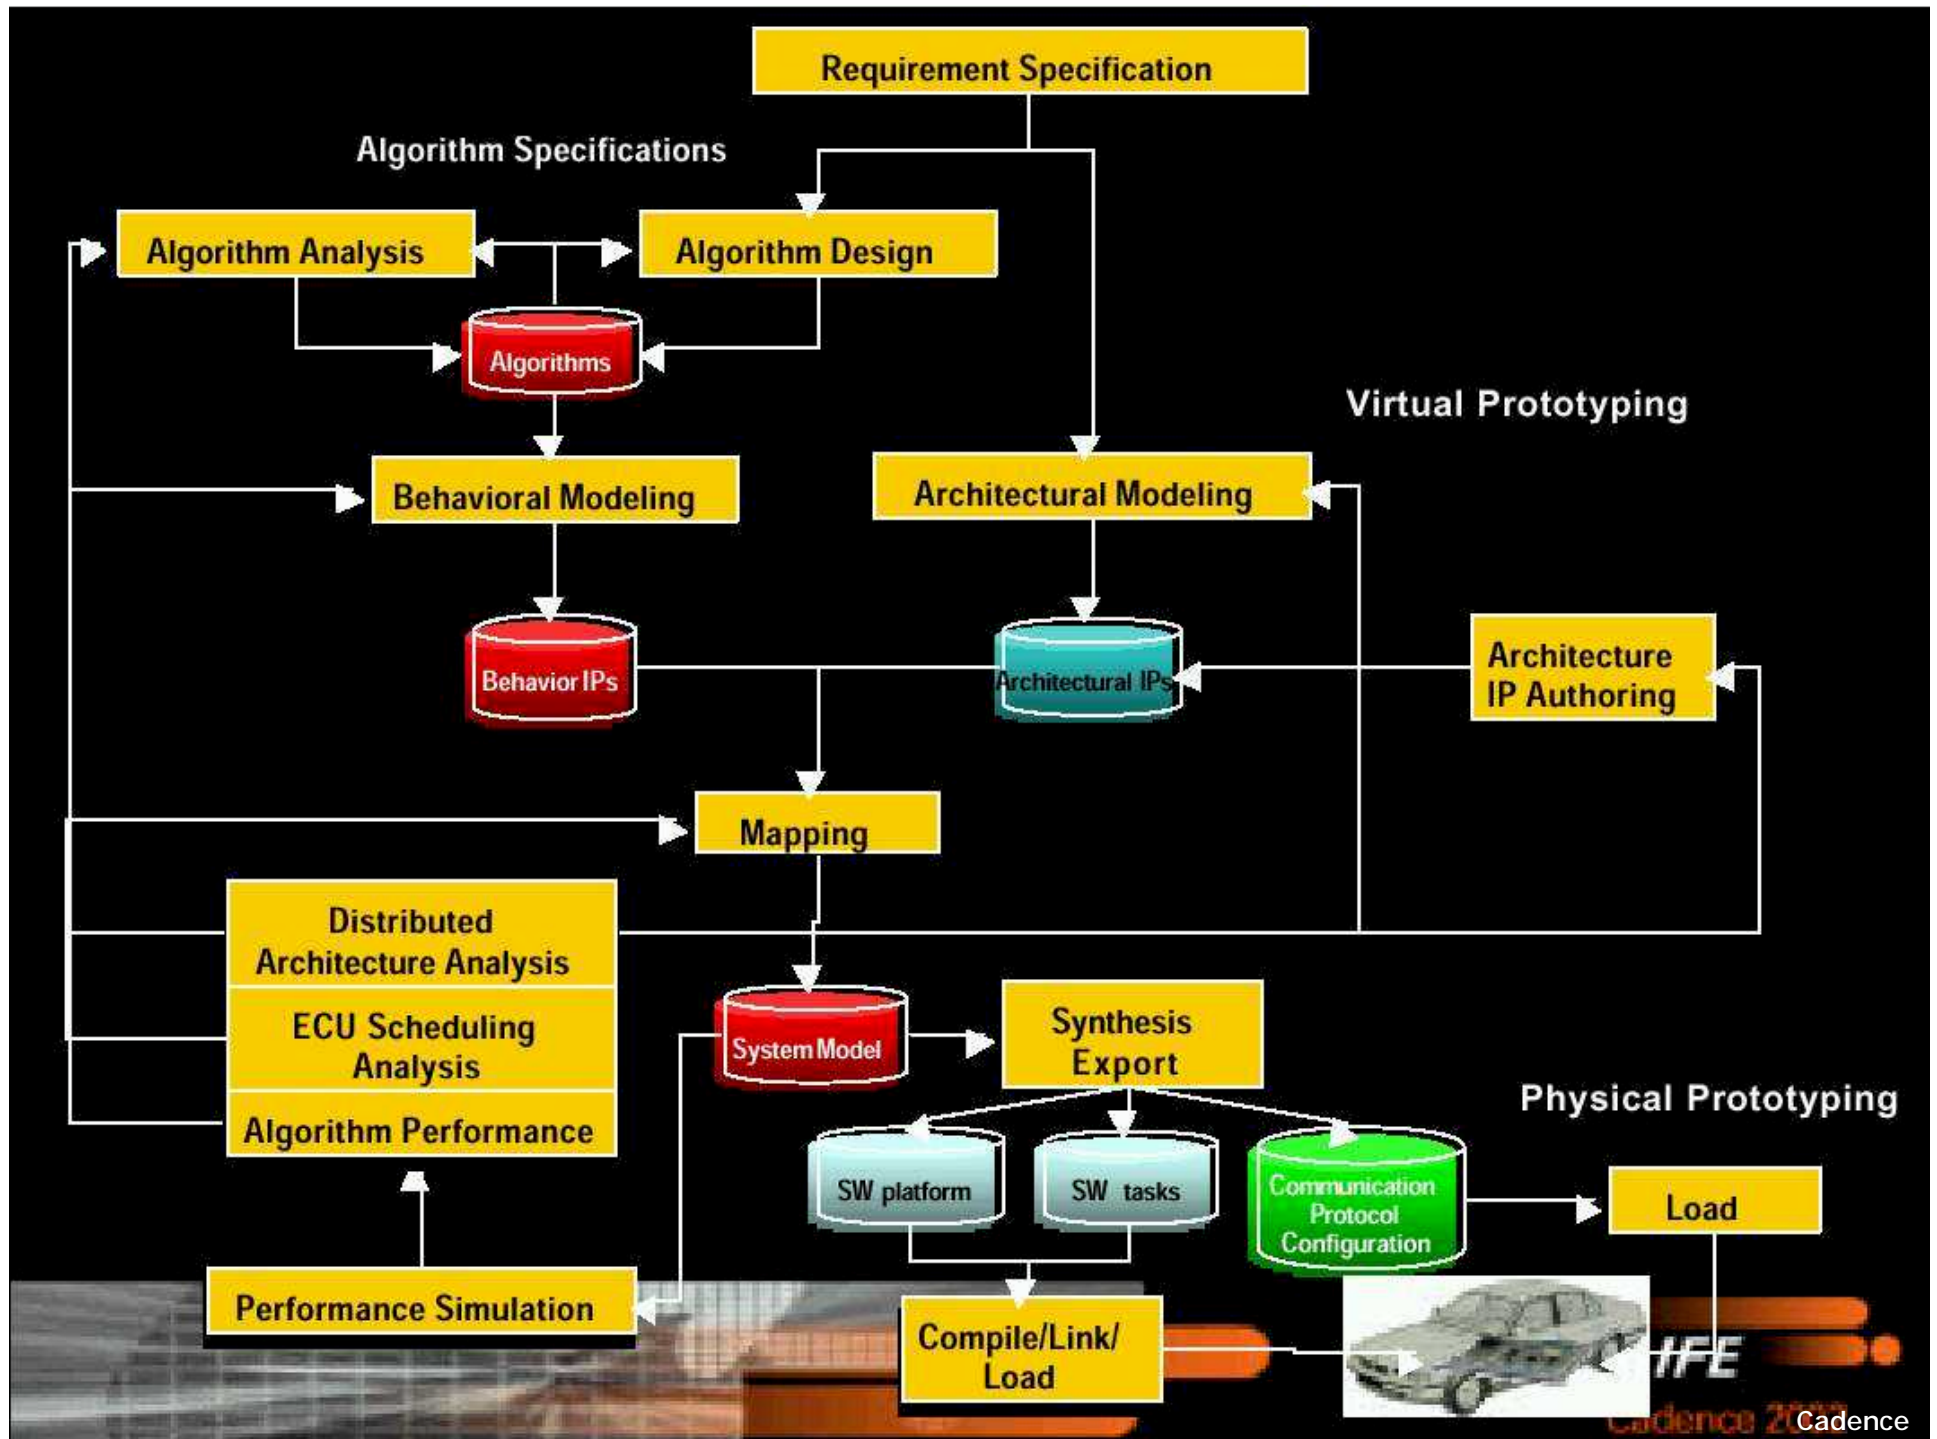 Requirement Specification
Algorithm Specifications
Algorithm Analysis
Algorithm Design
Algorithms
Virtual Prototyping
Behavioral Modeling
Architectural Modeling
Behavior IPs
Architectural IPs
Architecture
IP Authoring
Mapping
Distributed
Architecture Analysis
ECU Scheduling
Analysis
Algorithm Performance
System Model
Synthesis
Export
Physical Prototyping
SW platform
SW tasks
Communication
Protocol
Configuration
Load
Performance Simulation
Compile/Link/
Load
IFE
Cadence